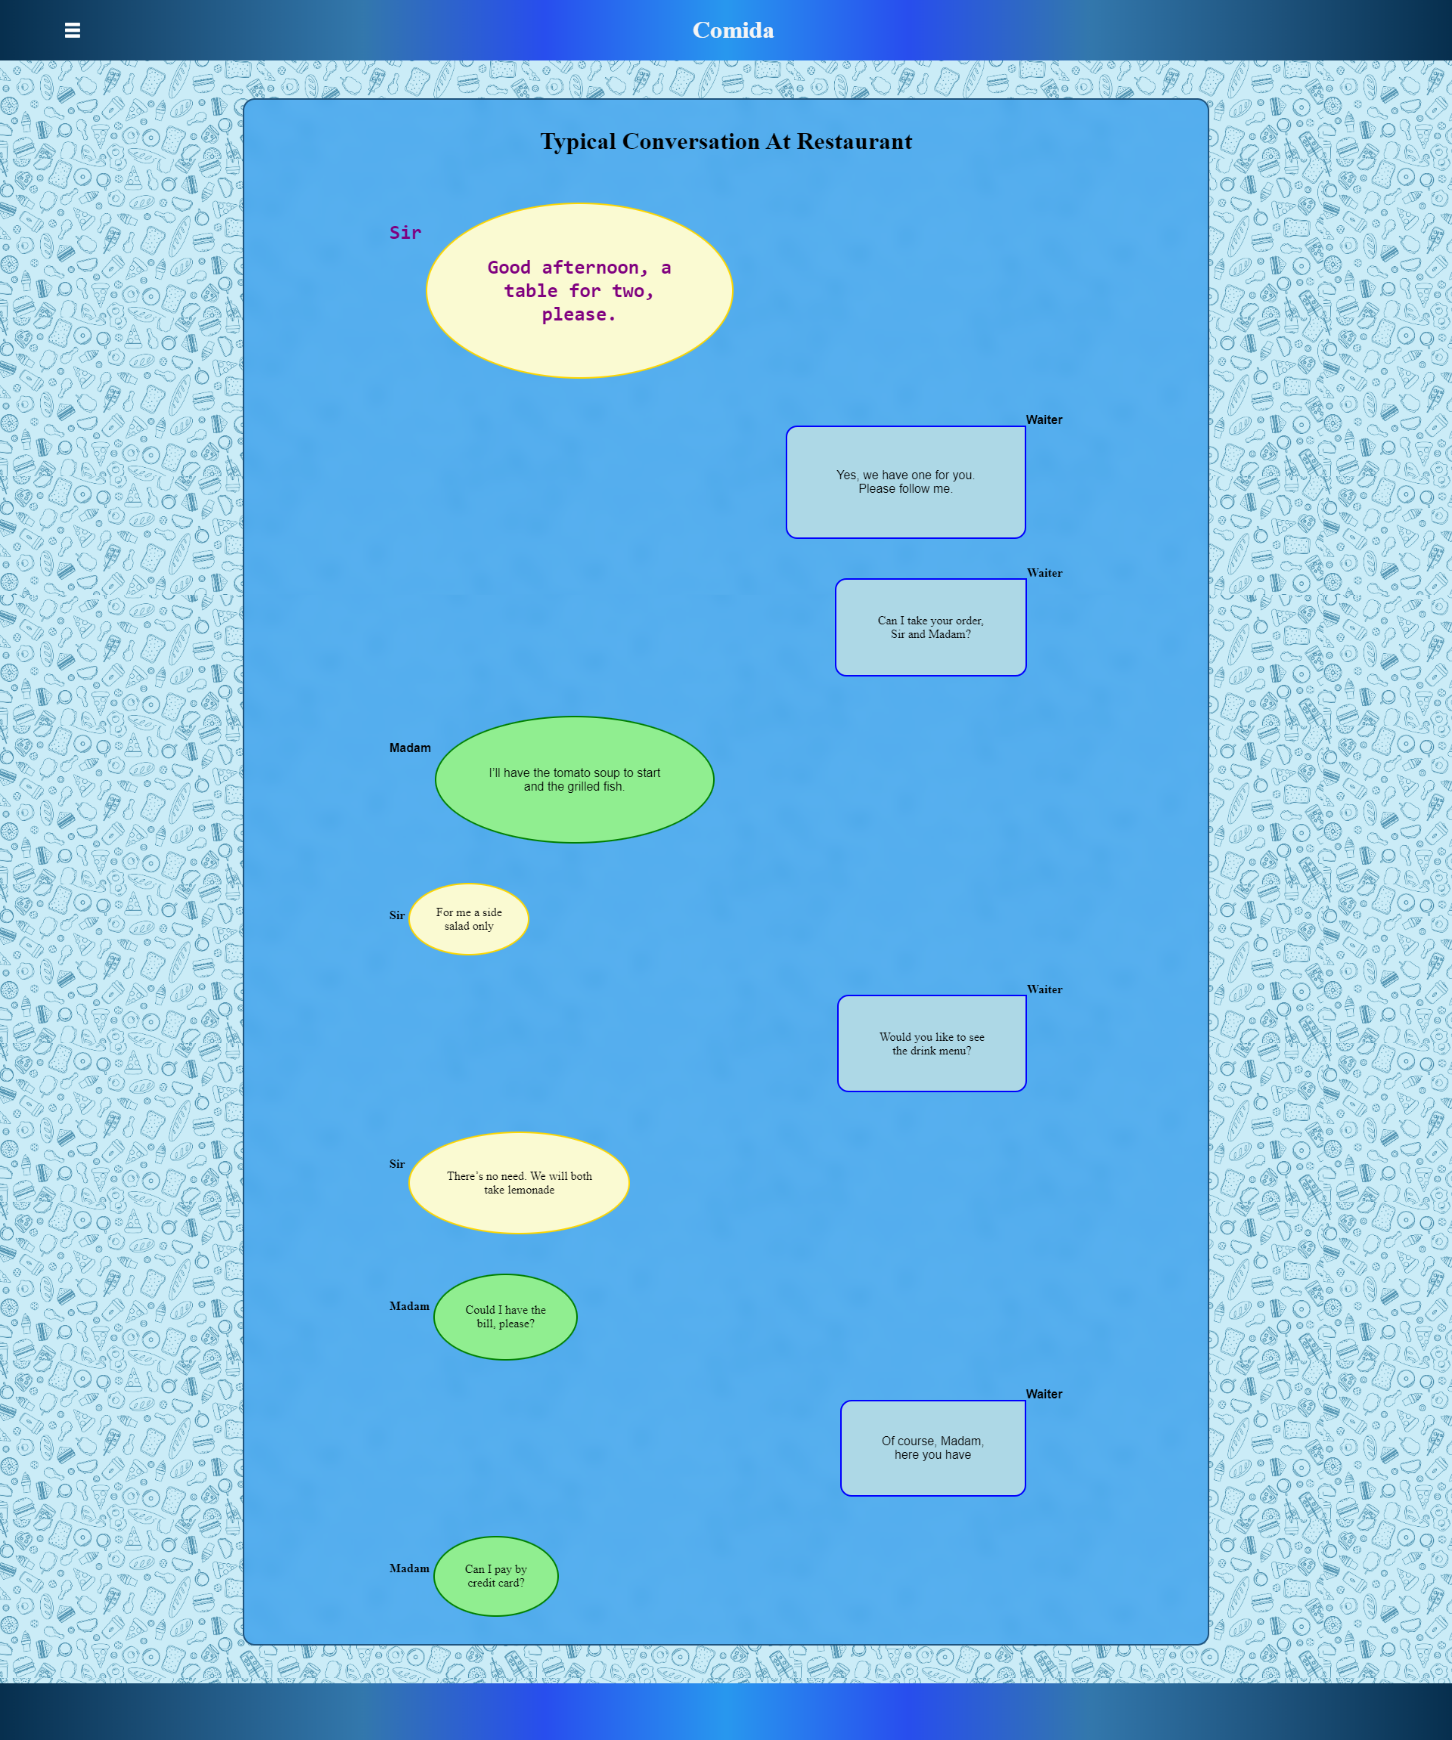 Comida
Typical Conversation At Restaurant
Sir
Good afternoon, a
table for two,
please.
Waiter
Yes, we have one for you.
Please follow me.
Waiter
Can I take your order,
Sir and Madam?
Madam
I'll have the tomato soup to start
and the grilled fish.
Sir
For me a side
salad only
Waiter
Would you like to see
the drink menu?
Sir
There's no need. We will both
take lemonade
Madam
Could I have the
bill, please?
Waiter
Of course, Madam,
here you have
Madam
Can I pay by
credit card?